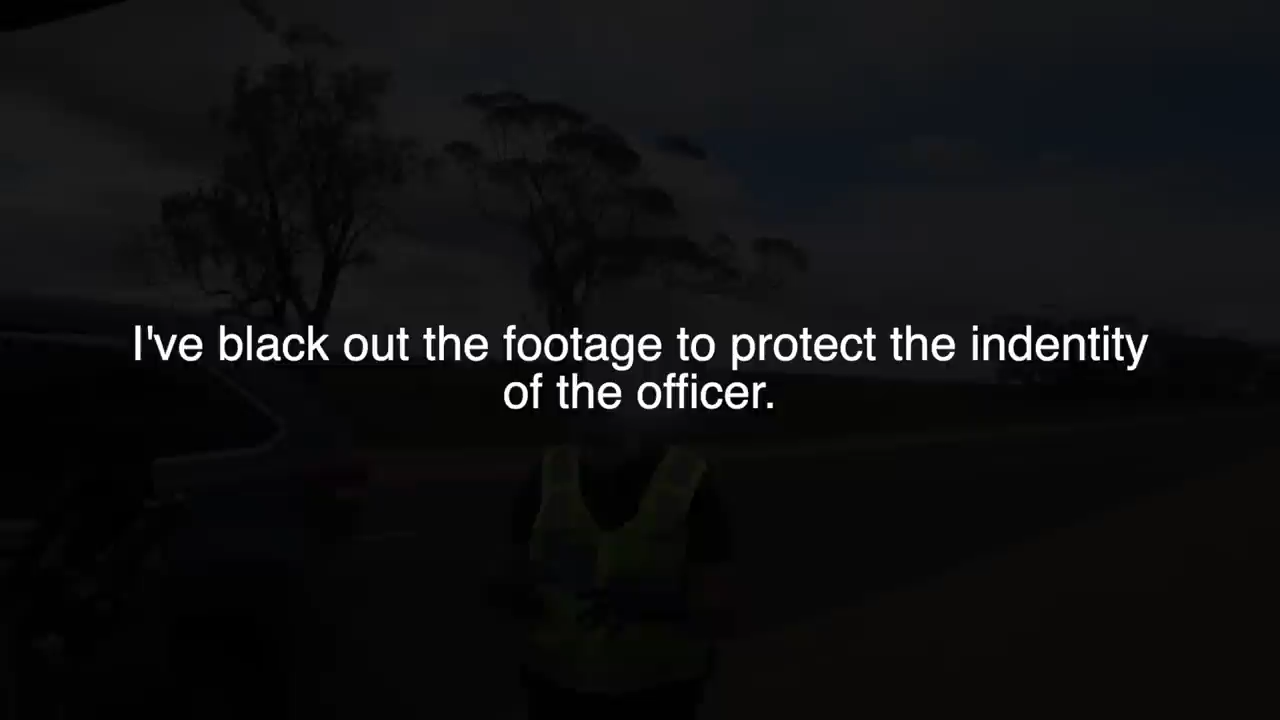 I've black out the footage to protect the indentity
of the officer.